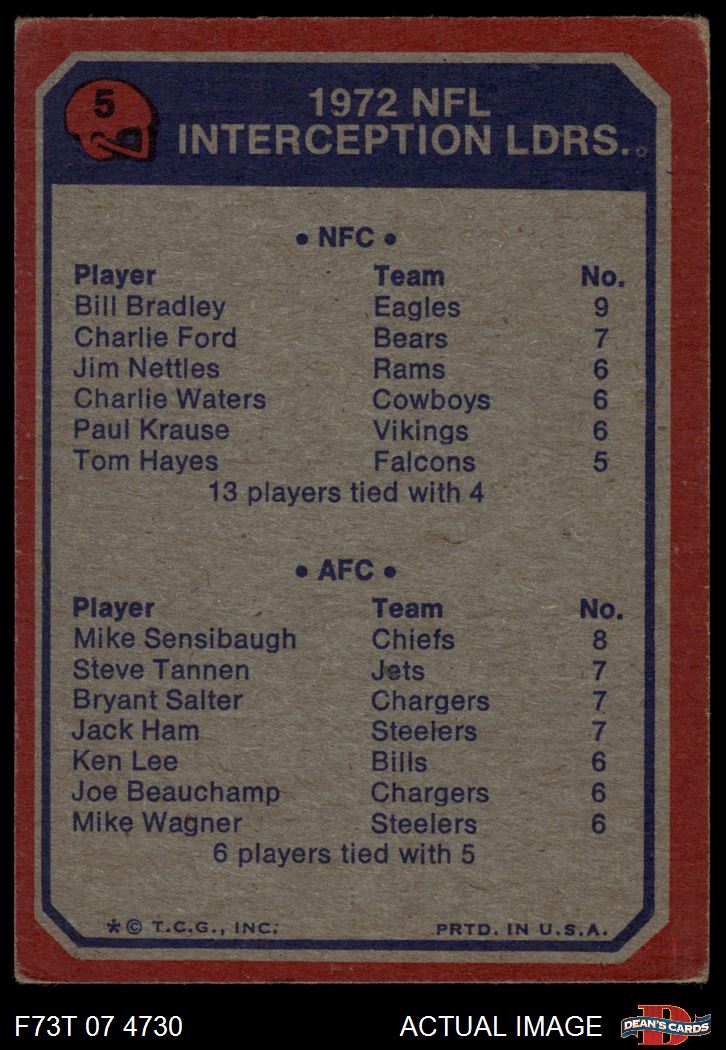 5
1972 NFL
INTERCEPTION LDRS.
• NFC •
Player Team No.
Bill Bradley Eagles 9
Charlie Ford Bears 7
Jim Nettles Rams 6
Charlie Waters Cowboys 6
Paul Krause Vikings 6
Tom Hayes Falcons 5
13 players tied with 4
• AFC •
Player Team No.
Mike Sensibaugh Chiefs 8
Steve Tannen Jets 7
Bryant Salter Chargers 7
Jack Ham Steelers 7
Ken Lee Bills 6
Joe Beauchamp Chargers 6
Mike Wagner Steelers 6
6 players tied with 5
* © T.C.G., INC. PRTD. IN U.S.A.
F73T 07 4730 ACTUAL IMAGE D DEAN'S CARDS